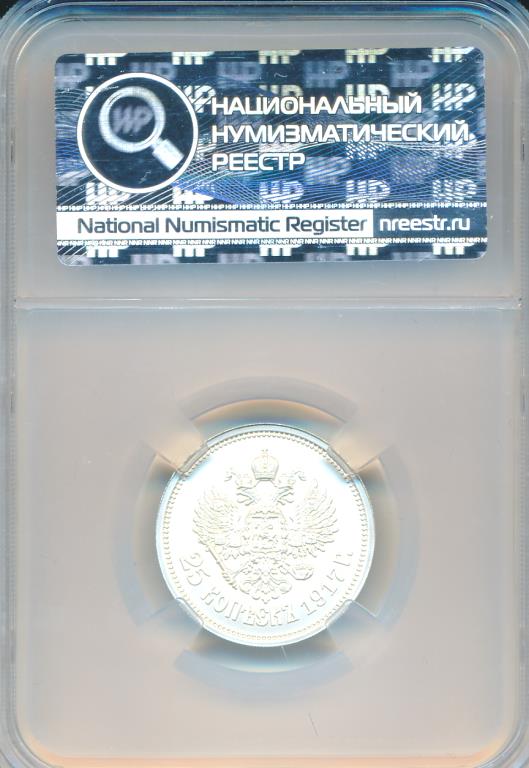 НАЦИОНАЛЬНЫЙ
НУМИЗМАТИЧЕСКИЙ
РЕЕСТР
National Numismatic Register nreestr.ru
25 КОПѢЕКЪ 1917 Г.